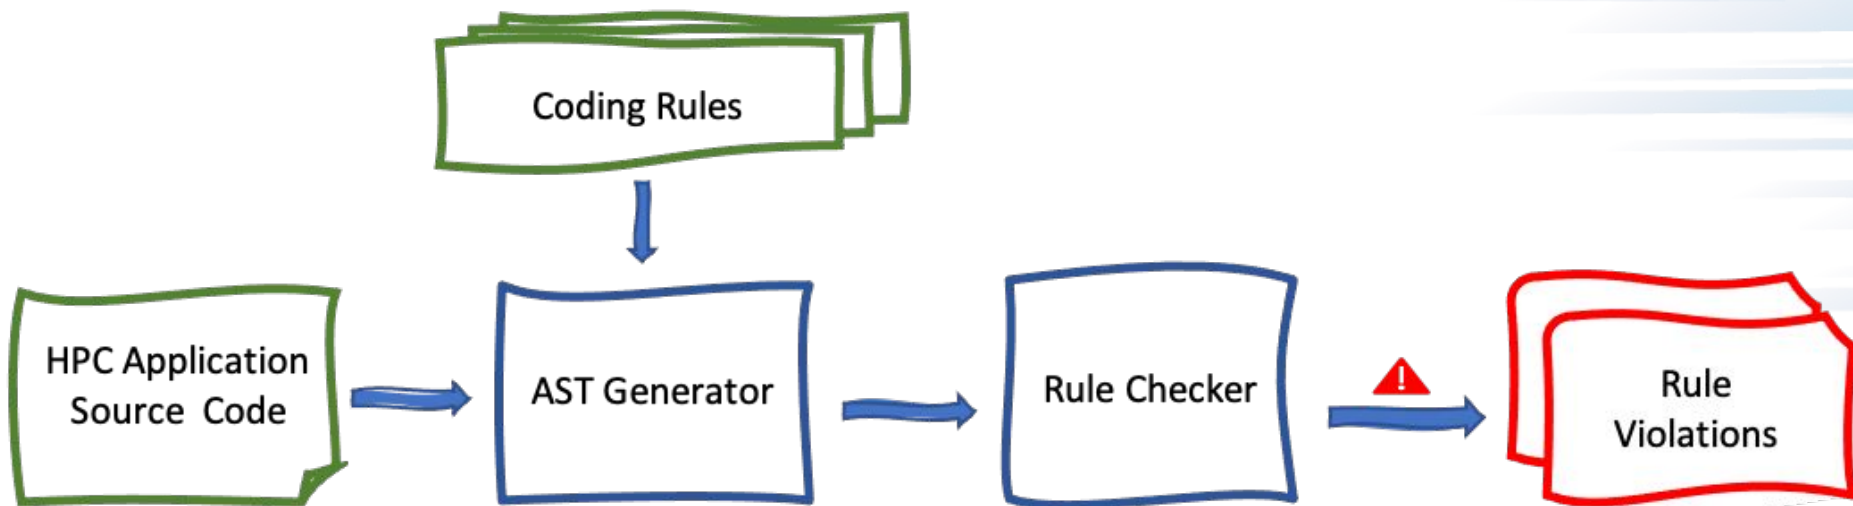 Coding Rules
HPC Application
Source Code
AST Generator
Rule Checker
!
Rule
Violations